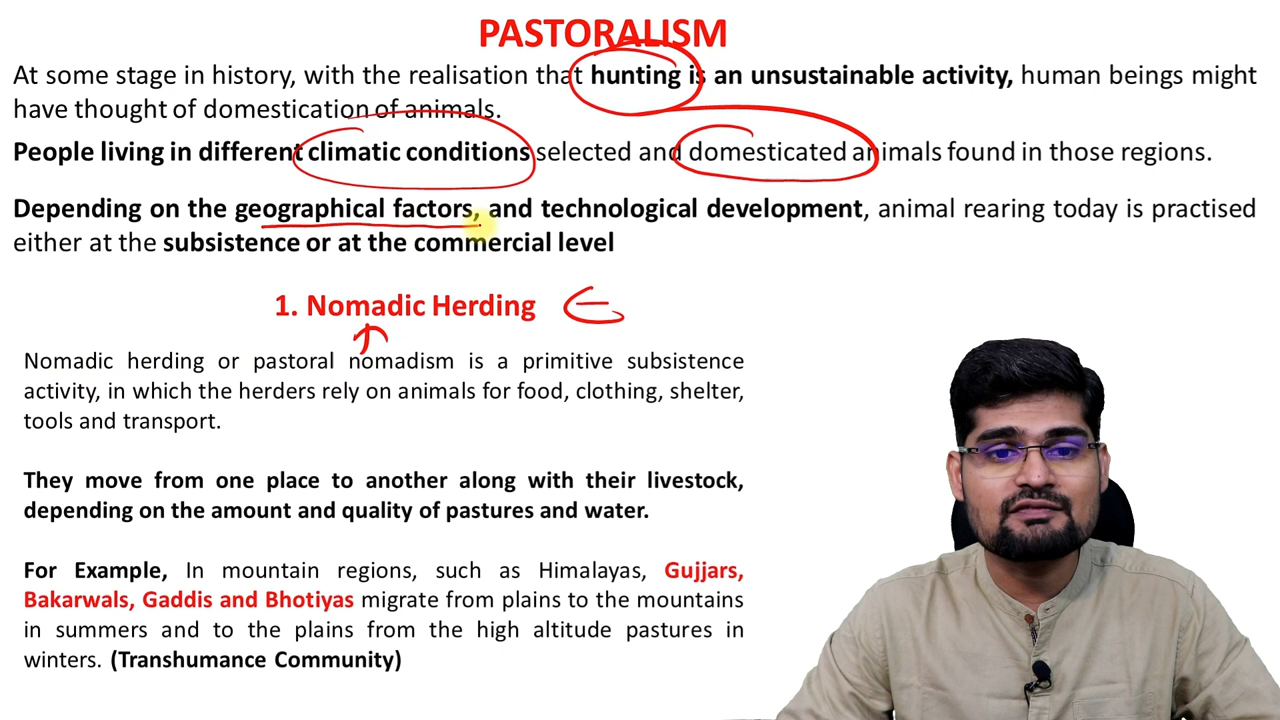 PASTORALISM
At some stage in history, with the realisation that hunting is an unsustainable activity, human beings might
have thought of domestication of animals.
People living in different climatic conditions selected and domesticated animals found in those regions.
Depending on the geographical factors, and technological development, animal rearing today is practised
either at the subsistence or at the commercial level
1. Nomadic Herding
Nomadic herding or pastoral nomadism is a primitive subsistence
activity, in which the herders rely on animals for food, clothing, shelter,
tools and transport.
They move from one place to another along with their livestock,
depending on the amount and quality of pastures and water.
For Example, In mountain regions, such as Himalayas, Gujjars,
Bakarwals, Gaddis and Bhotiyas migrate from plains to the mountains
in summers and to the plains from the high altitude pastures in
winters. (Transhumance Community)